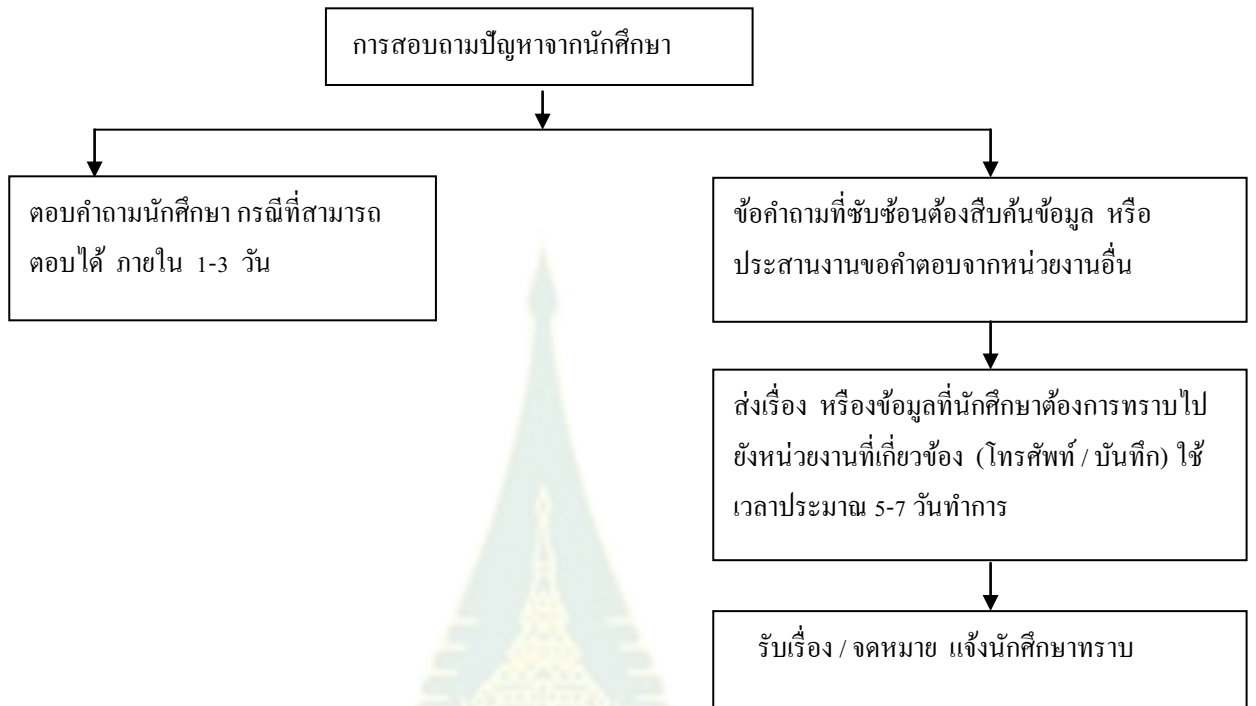 การสอบถามปัญหาจากนักศึกษา
ตอบคำถามนักศึกษา กรณีที่สามารถ
ตอบได้ ภายใน 1-3 วัน
ข้อคำถามที่ซับซ้อนต้องสืบค้นข้อมูล หรือ
ประสานงานขอคำตอบจากหน่วยงานอื่น
ส่งเรื่อง หรืองข้อมูลที่นักศึกษาต้องการทราบไป
ยังหน่วยงานที่เกี่ยวข้อง (โทรศัพท์ / บันทึก) ใช้
เวลาประมาณ 5-7 วันทำการ
รับเรื่อง / จดหมาย แจ้งนักศึกษาทราบ